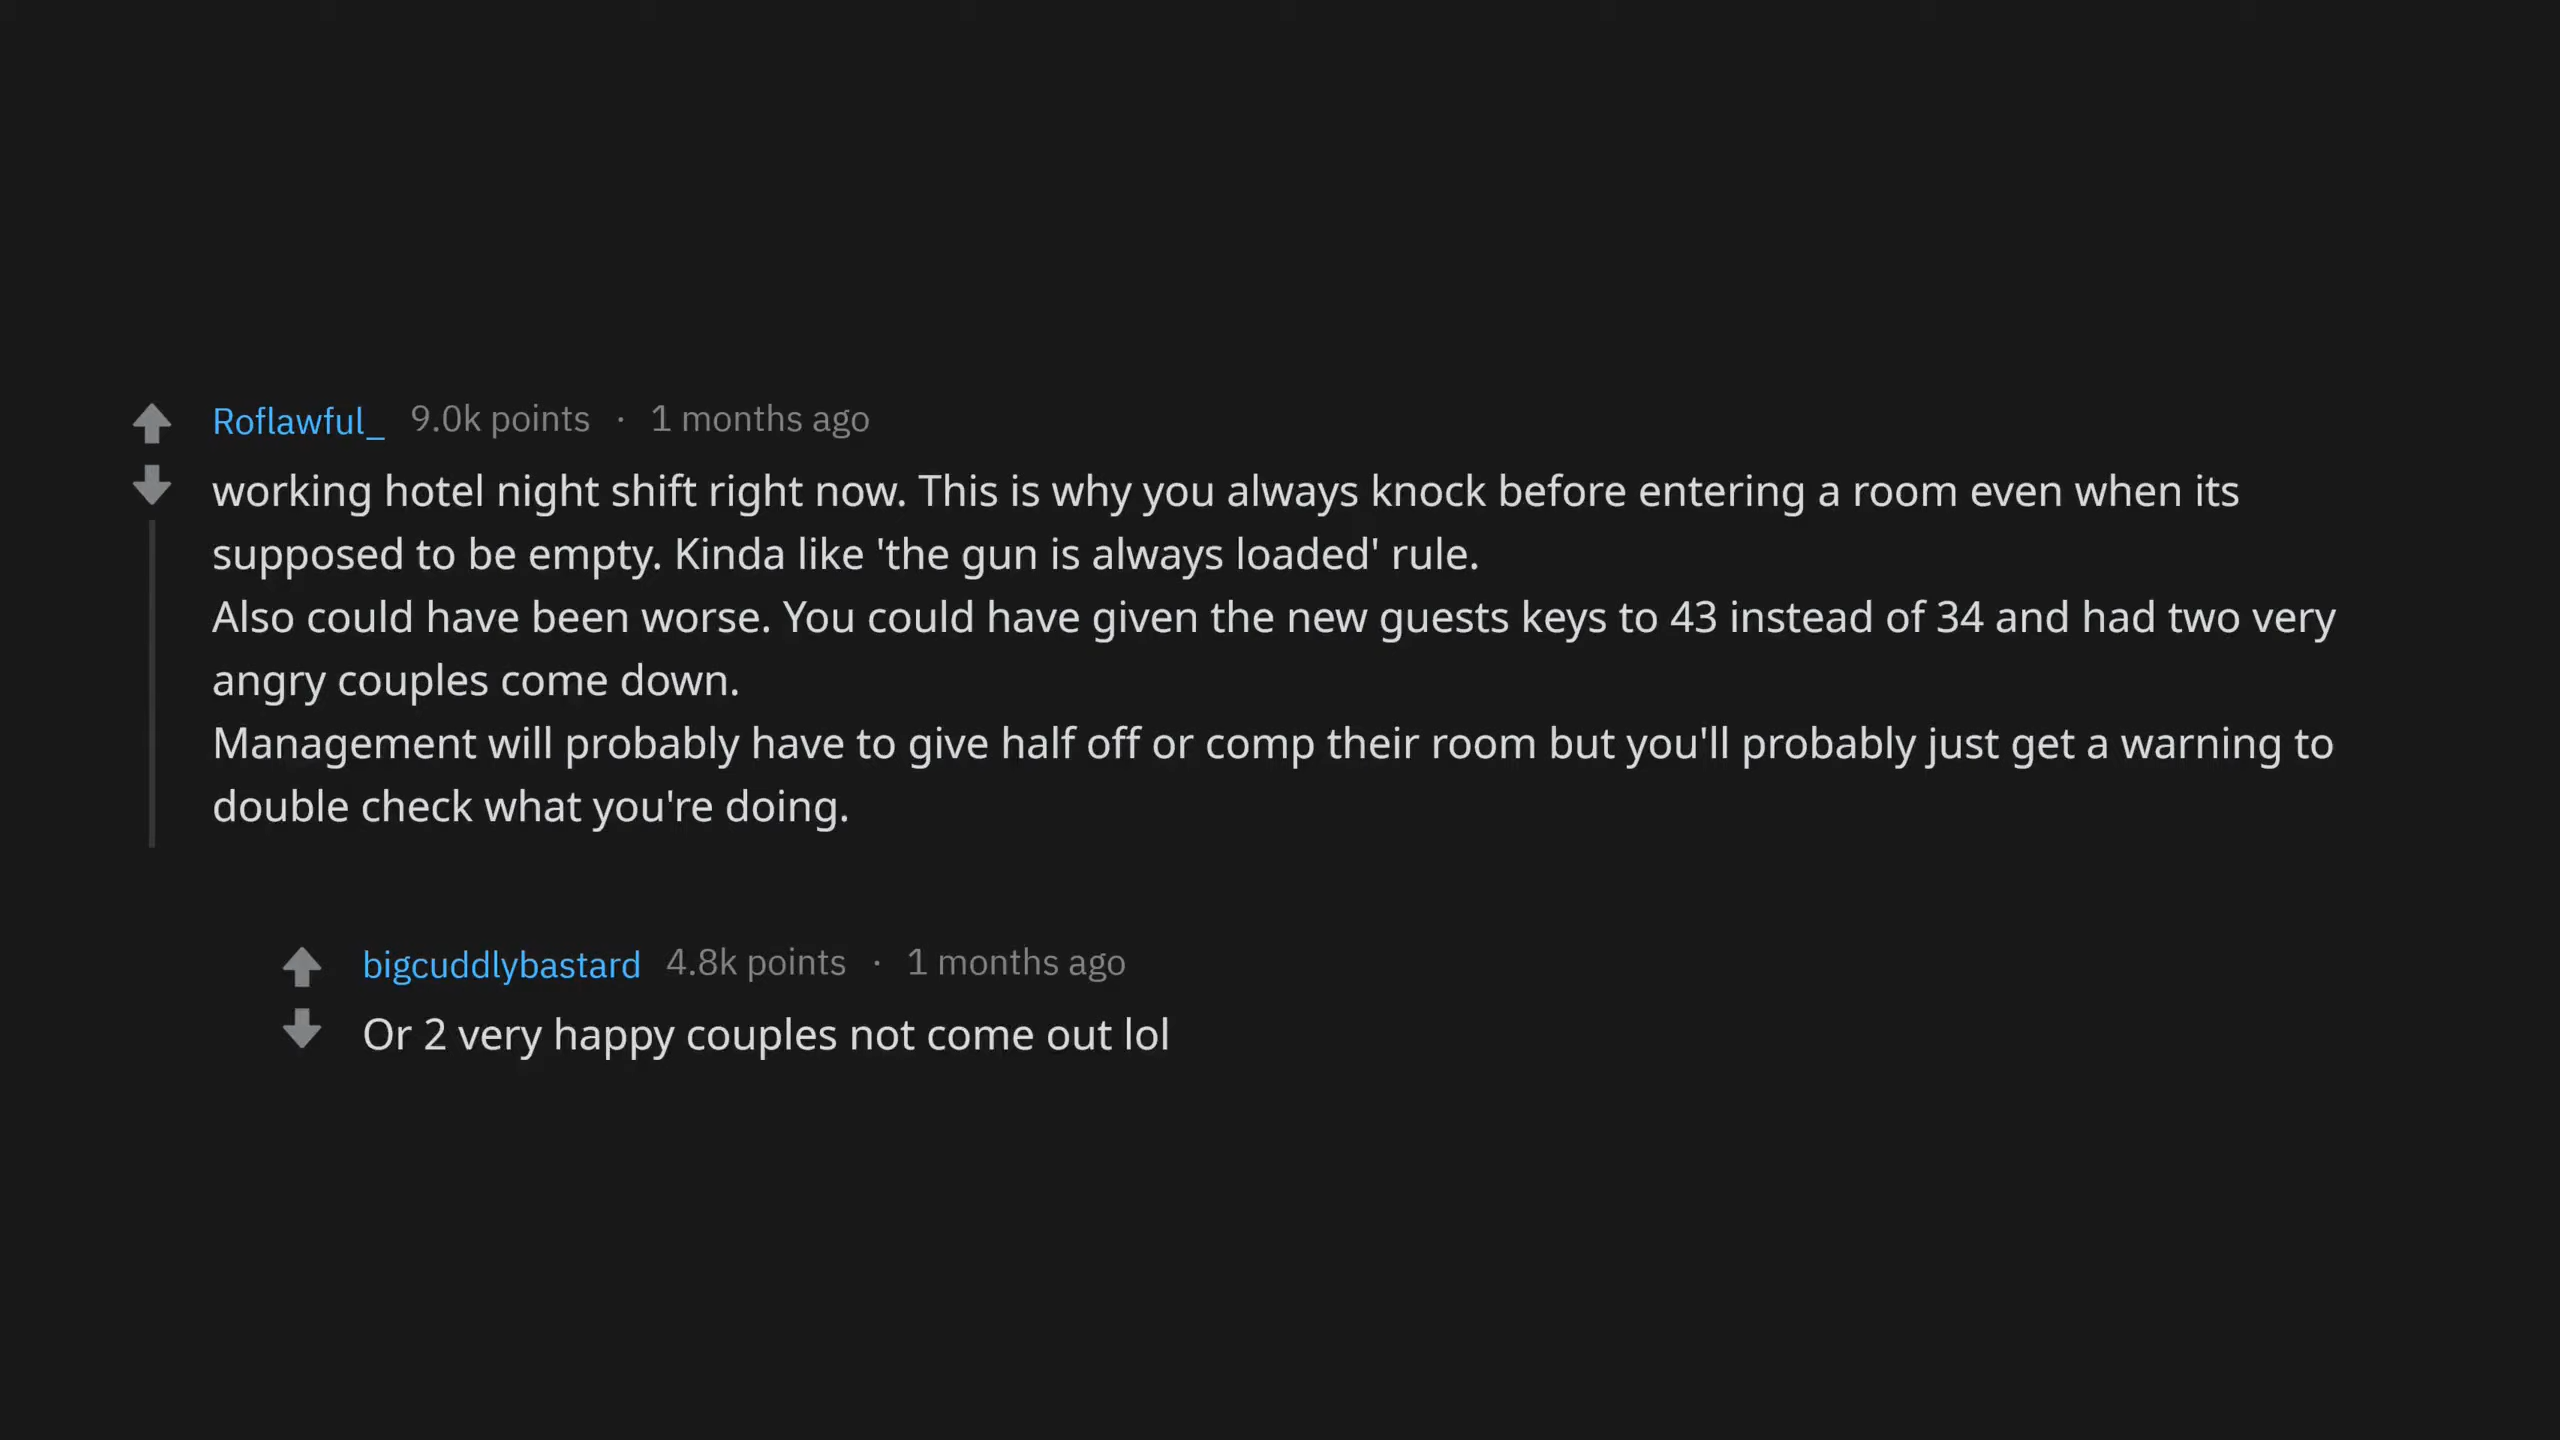 Roflawful_ 9.0k points · 1 months ago
working hotel night shift right now. This is why you always knock before entering a room even when its
supposed to be empty. Kinda like 'the gun is always loaded' rule.
Also could have been worse. You could have given the new guests keys to 43 instead of 34 and had two very
angry couples come down.
Management will probably have to give half off or comp their room but you'll probably just get a warning to
double check what you're doing.
bigcuddlybastard 4.8k points · 1 months ago
Or 2 very happy couples not come out lol